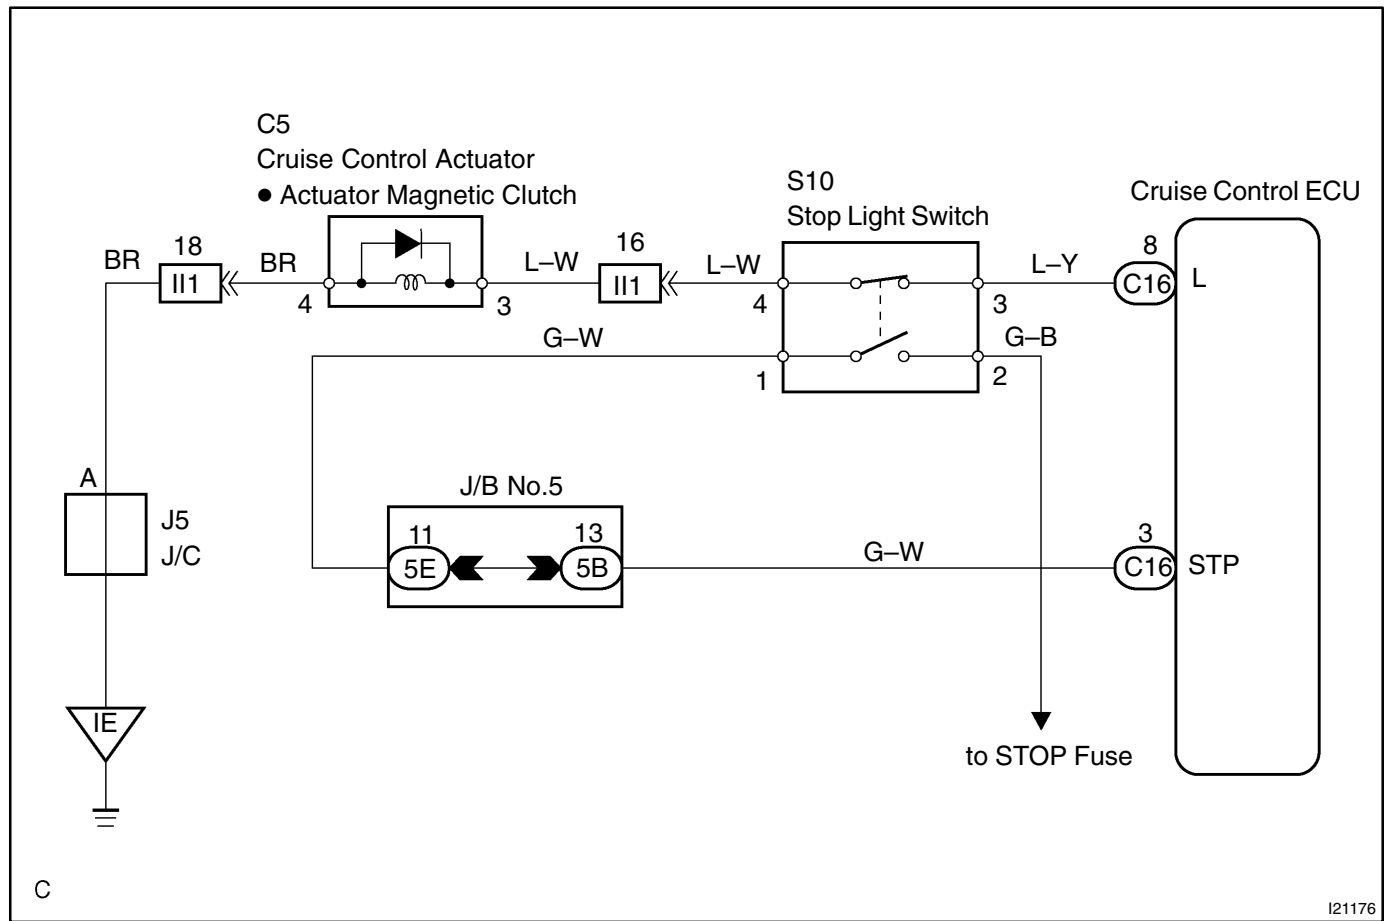 C5
Cruise Control Actuator
● Actuator Magnetic Clutch
S10
Stop Light Switch
Cruise Control ECU
BR
18
II1
BR
4
3
L–W
16
II1
L–W
4
3
L–Y
8
C16
L
G–W
1
2
G–B
A
J5
J/C
J/B No.5
11
5E
13
5B
G–W
3
C16
STP
IE
to STOP Fuse
C
I21176